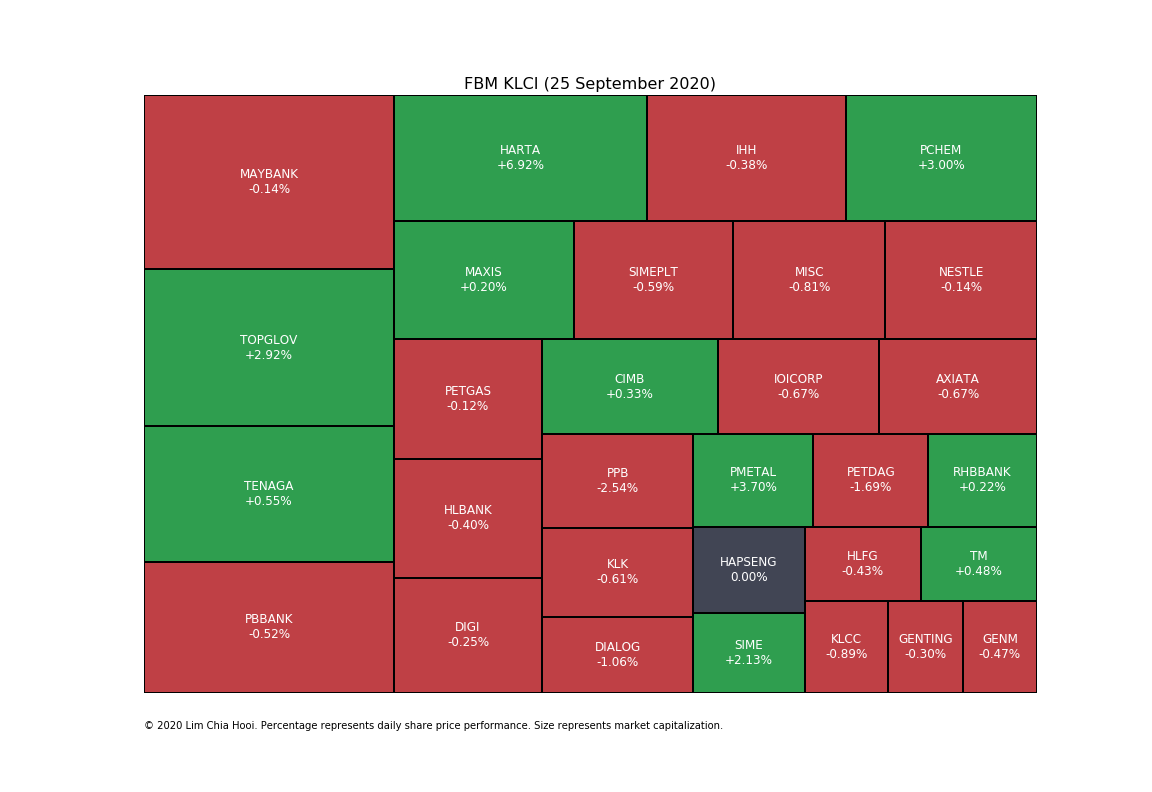 FBM KLCI (25 September 2020)
MAYBANK
-0.14%
TOPGLOV
+2.92%
TENAGA
+0.55%
PBBANK
-0.52%
HARTA
+6.92%
IHH
-0.38%
PCHEM
+3.00%
MAXIS
+0.20%
SIMEPLT
-0.59%
MISC
-0.81%
NESTLE
-0.14%
PETGAS
-0.12%
HLBANK
-0.40%
DIGI
-0.25%
CIMB
+0.33%
IOICORP
-0.67%
AXIATA
-0.67%
PPB
-2.54%
KLK
-0.61%
DIALOG
-1.06%
PMETAL
+3.70%
PETDAG
-1.69%
RHBBANK
+0.22%
HAPSENG
0.00%
SIME
+2.13%
HLFG
-0.43%
TM
+0.48%
KLCC
-0.89%
GENTING
-0.30%
GENM
-0.47%
© 2020 Lim Chia Hooi. Percentage represents daily share price performance. Size represents market capitalization.